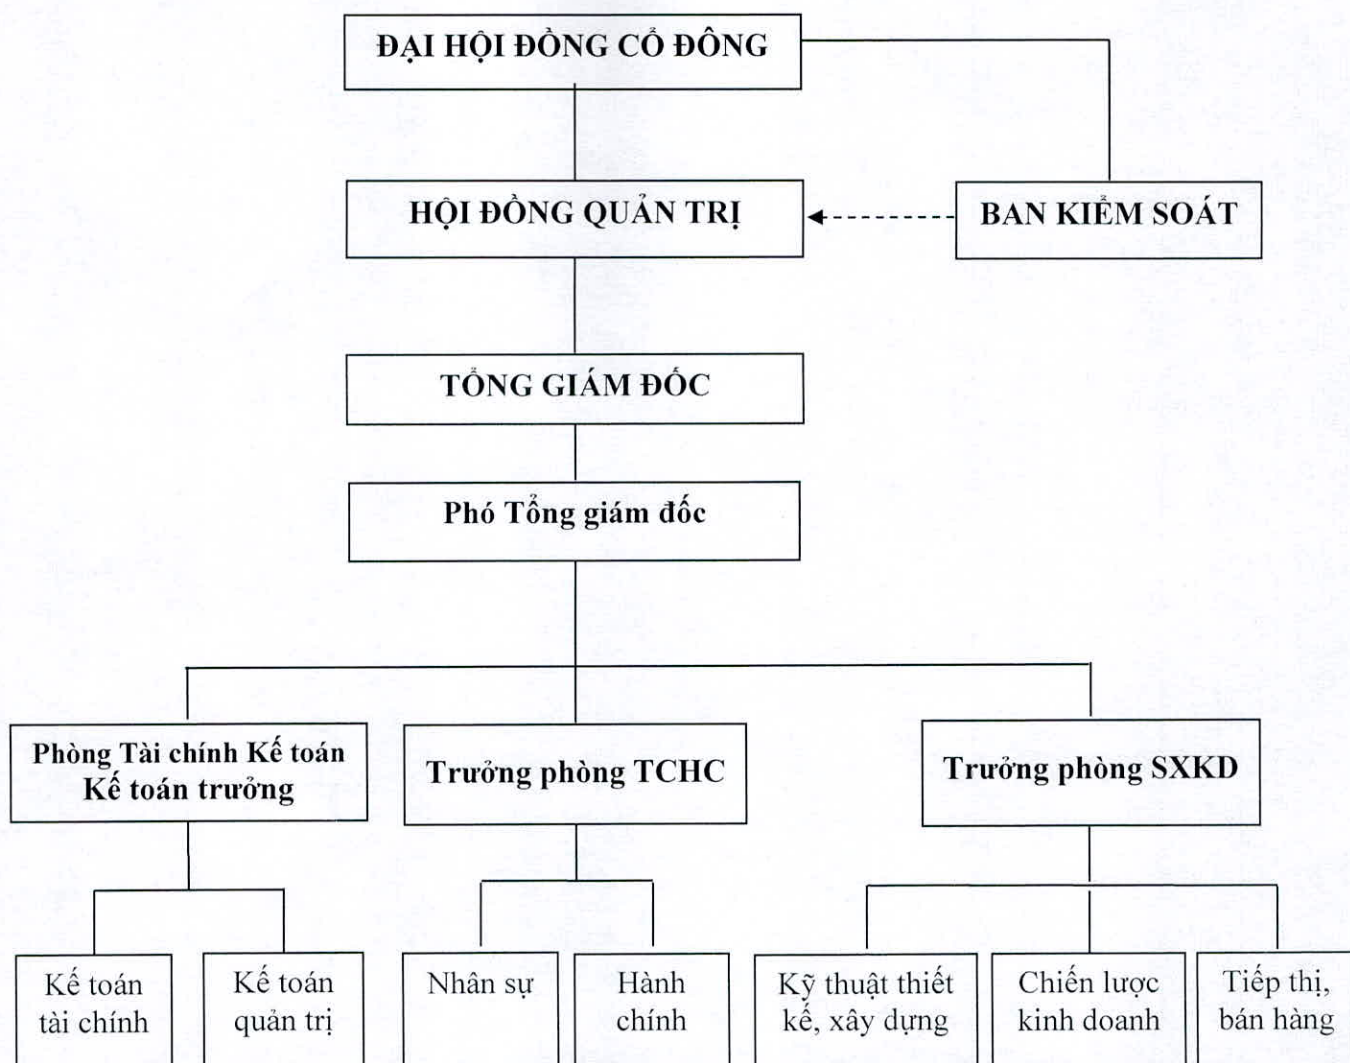 ĐẠI HỘI ĐỒNG CỔ ĐÔNG
HỘI ĐỒNG QUẢN TRỊ
BAN KIỂM SOÁT
TỔNG GIÁM ĐỐC
Phó Tổng giám đốc
Phòng Tài chính Kế toán
Kế toán trưởng
Trưởng phòng TCHC
Trưởng phòng SXKD
Kế toán
tài chính
Kế toán
quản trị
Nhân sự
Hành
chính
Kỹ thuật thiết
kế, xây dựng
Chiến lược
kinh doanh
Tiếp thị,
bán hàng